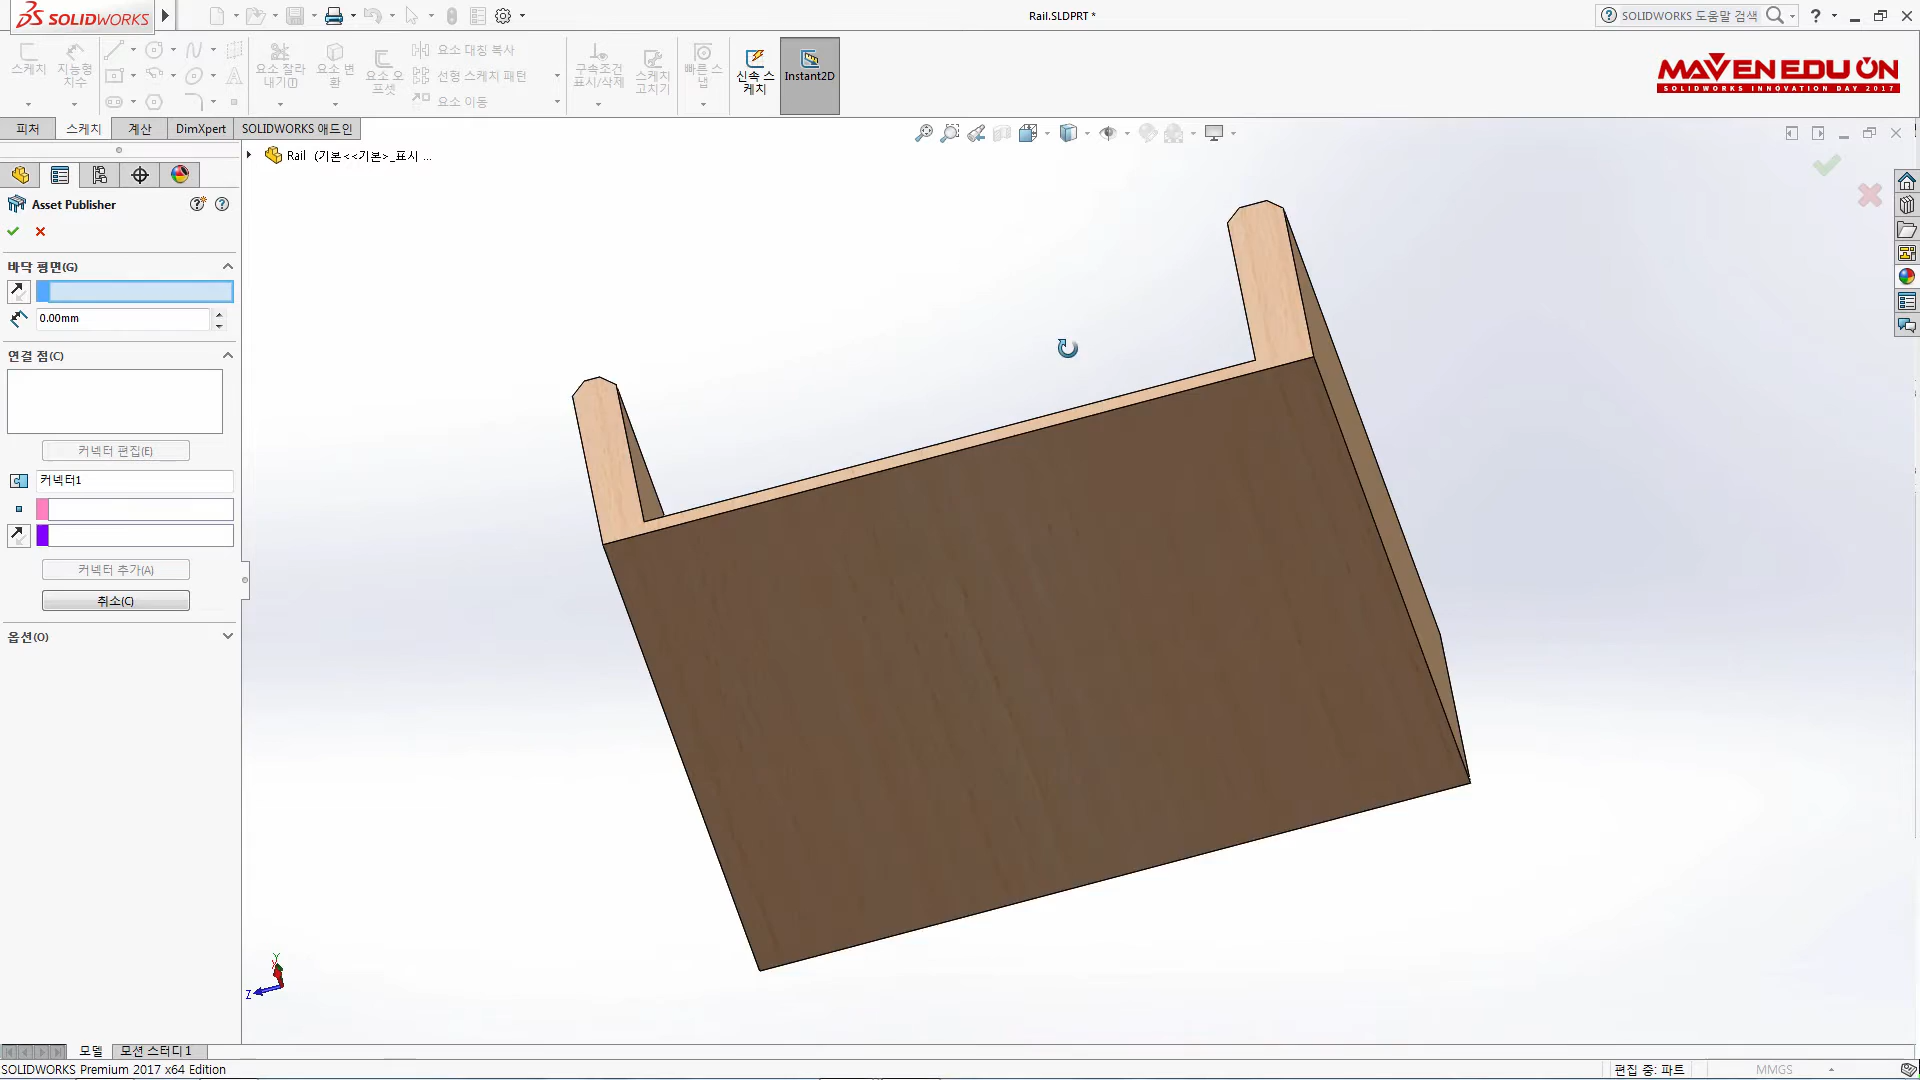 SOLIDWORKS
Rail.SLDPRT *
SOLIDWORKS 도움말 검색
스케치
지능형 치수
요소 잘라내기(T)
요소 변환
요소 오프셋
요소 대칭 복사
선형 스케치 패턴
요소 이동
구속조건 표시/삭제
스케치 고치기
빠른 스냅
신속 스케치
Instant2D
MAVEN EDU ON
SOLIDWORKS INNOVATION DAY 2017
피처
스케치
계산
DimXpert
SOLIDWORKS 애드인
Rail (기본<<기본>_표시 ...
Asset Publisher
바닥 평면(G)
0.00mm
연결 점(C)
커넥터 편집(E)
커넥터1
커넥터 추가(A)
취소(C)
옵션(O)
Y
Z
모델
모션 스터디 1
SOLIDWORKS Premium 2017 x64 Edition
편집 중: 파트
MMGS